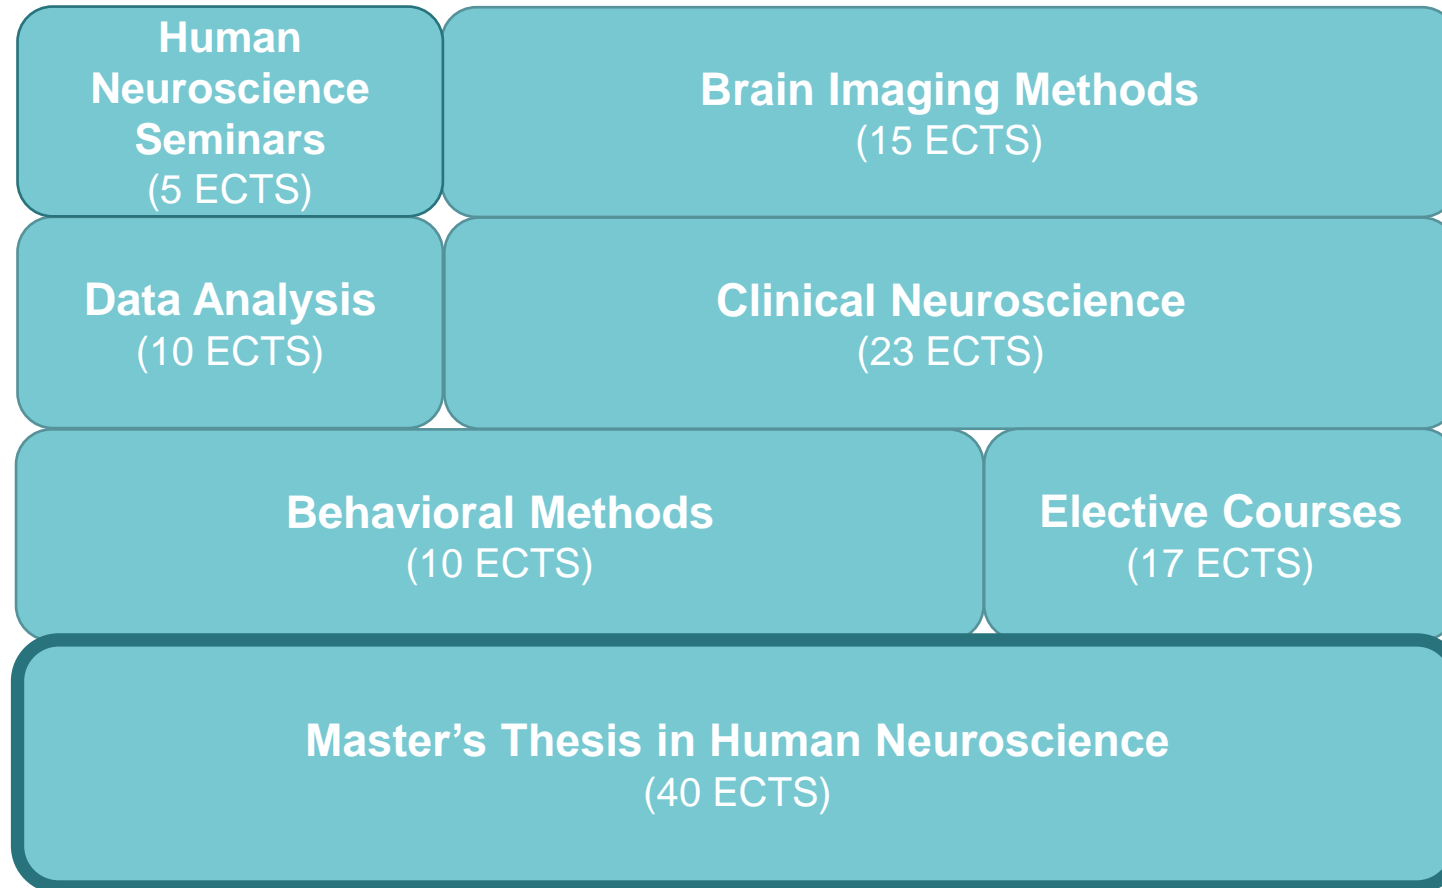 Human
Neuroscience
Seminars
(5 ECTS)
Brain Imaging Methods
(15 ECTS)
Data Analysis
(10 ECTS)
Clinical Neuroscience
(23 ECTS)
Behavioral Methods
(10 ECTS)
Elective Courses
(17 ECTS)
Master’s Thesis in Human Neuroscience
(40 ECTS)